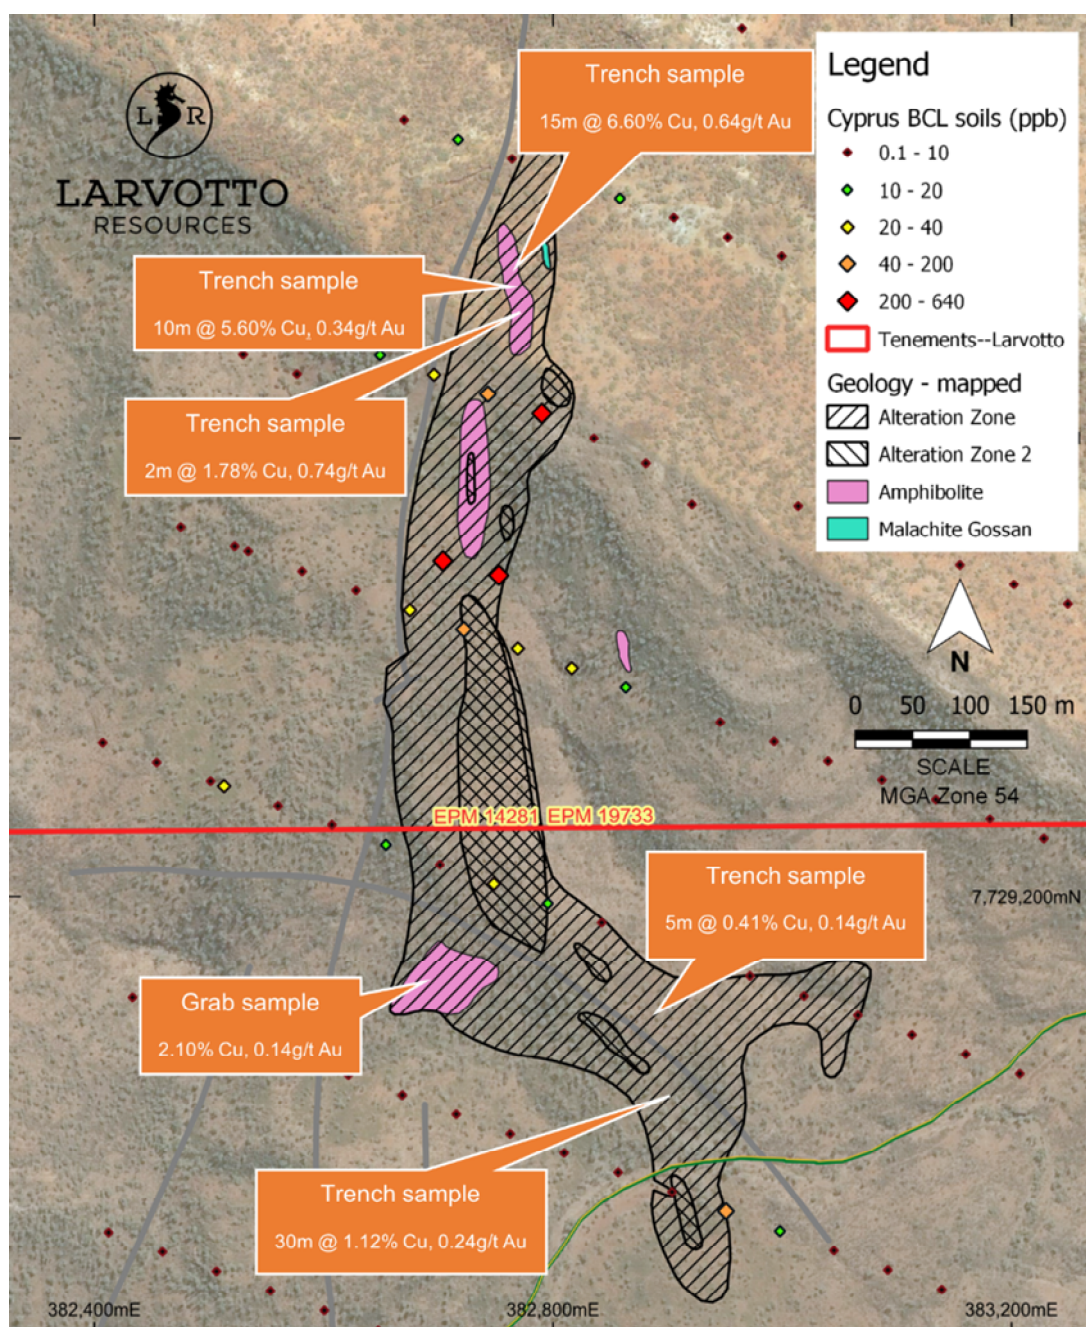 L R
LARVOTTO
RESOURCES
Trench sample
15m @ 6.60% Cu, 0.64g/t Au
Trench sample
10m @ 5.60% Cu, 0.34g/t Au
Trench sample
2m @ 1.78% Cu, 0.74g/t Au
Legend
Cyprus BCL soils (ppb)
0.1 - 10
10 - 20
20 - 40
40 - 200
200 - 640
Tenements--Larvotto
Geology - mapped
Alteration Zone
Alteration Zone 2
Amphibolite
Malachite Gossan
N
0 50 100 150 m
SCALE
MGA Zone 54
EPM 14281 EPM 19733
7,729,200mN
Trench sample
5m @ 0.41% Cu, 0.14g/t Au
Grab sample
2.10% Cu, 0.14g/t Au
Trench sample
30m @ 1.12% Cu, 0.24g/t Au
382,400mE 382,800mE 383,200mE